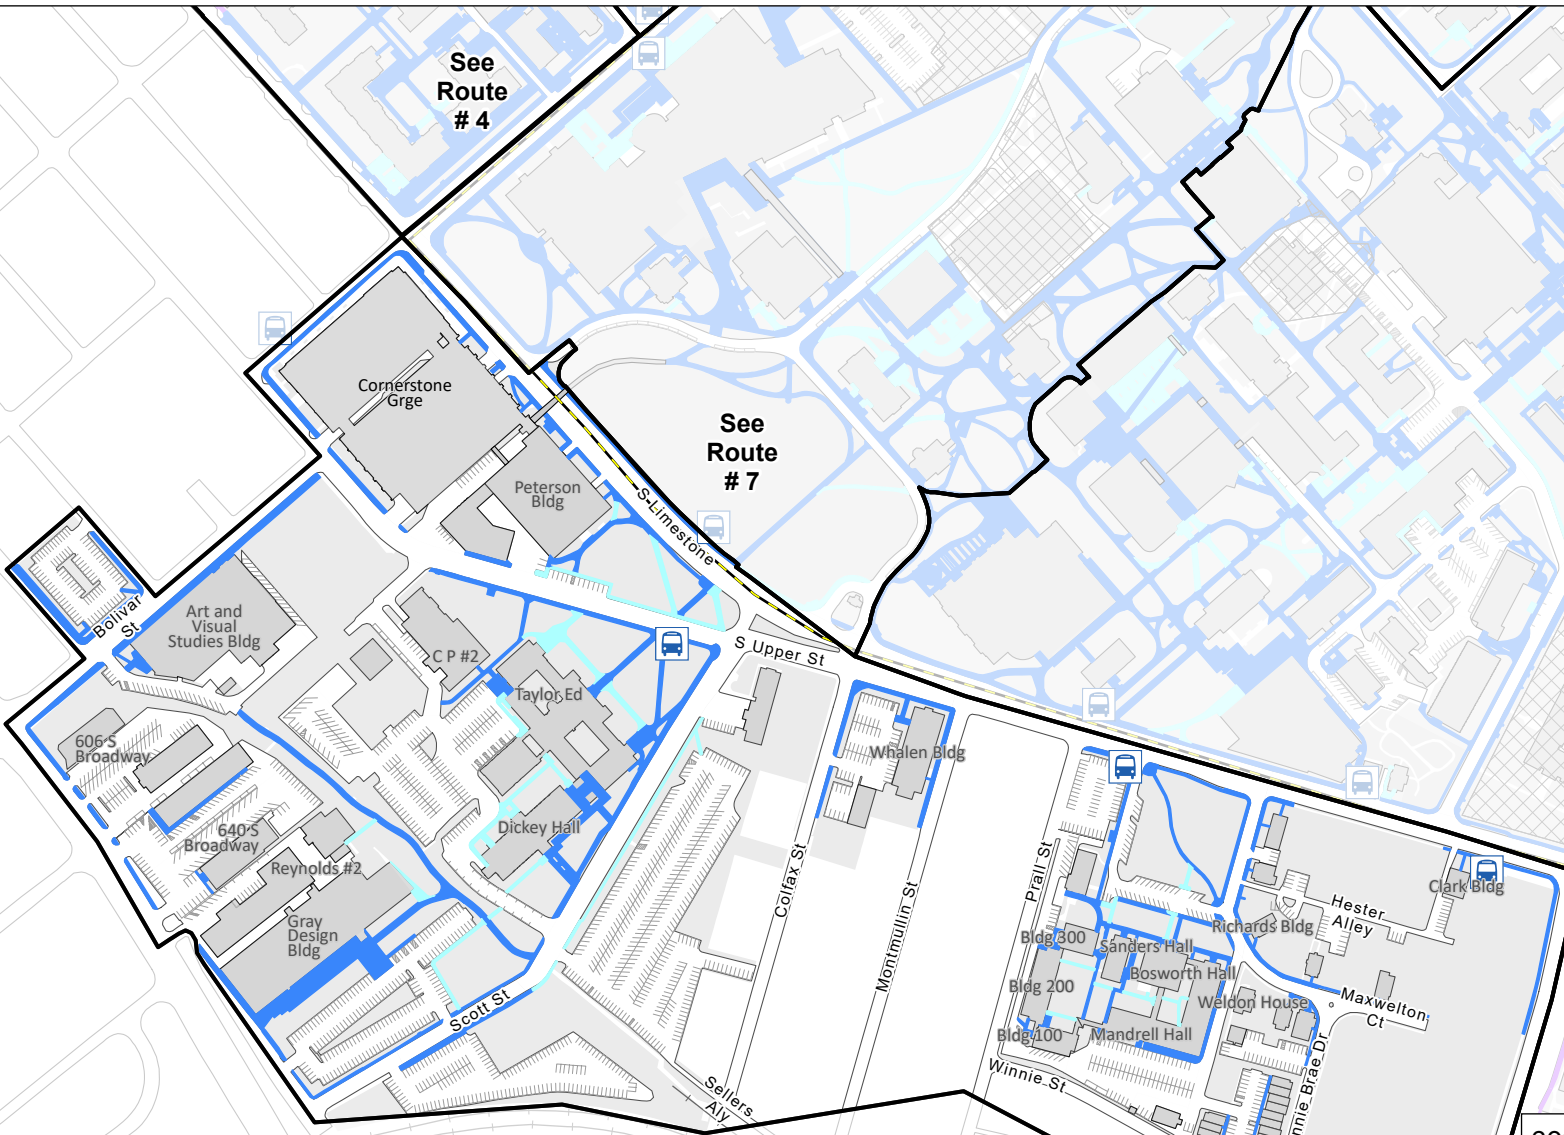 See
Route
# 4
Cornerstone
Grge
See
Route
# 7
Peterson
Bldg
S Limestone
Bolivar
St
Art and
Visual
Studies Bldg
C P #2
S Upper St
Taylor Ed
606 S
Broadway
Whalen Bldg
Dickey Hall
640 S
Broadway
Reynolds #2
Colfax St
Prall St
Clark Bldg
Hester
Alley
Gray
Design
Bldg
Montmullin St
Richards Bldg
Bldg 300
Sanders Hall
Bosworth Hall
Bldg 200
Weldon House
Scott St
Maxwelton
Ct
Bldg 100
Mandrell Hall
Winnie St
Sellers
Aly
nnie Brae Dr